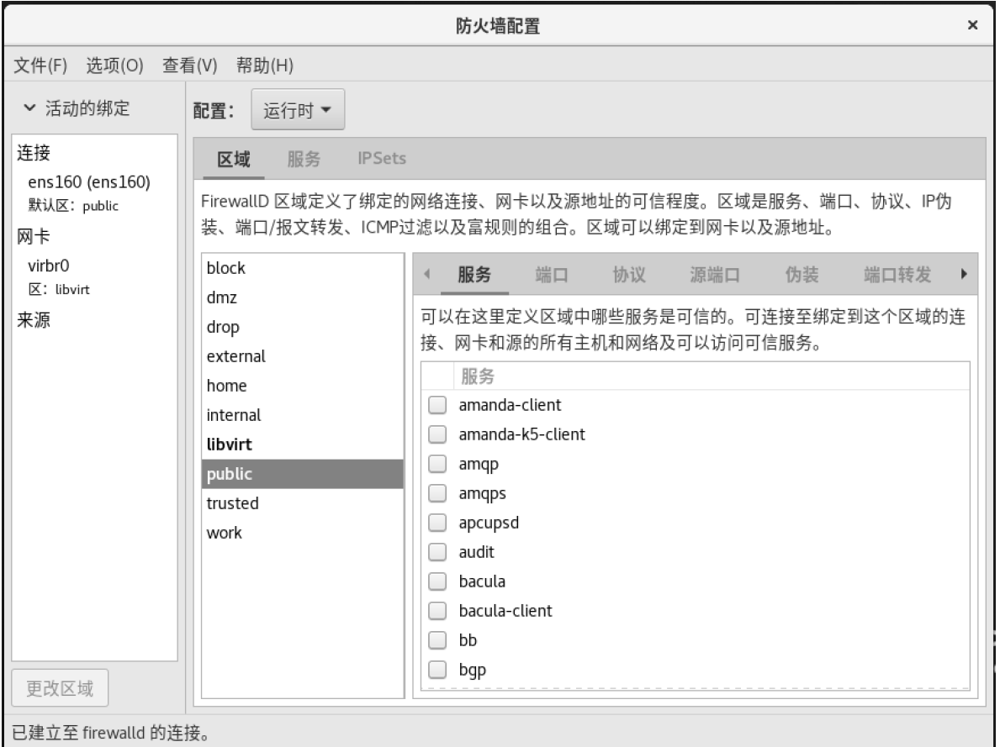 防火墙配置
文件(F) 选项(O) 查看(V) 帮助(H)
活动的绑定
连接
ens160 (ens160)
默认区：public
网卡
virbr0
区：libvirt
来源
更改区域
配置：
运行时
区域 服务 IPSets
FirewallD 区域定义了绑定的网络连接、网卡以及源地址的可信程度。区域是服务、端口、协议、IP伪
装、端口/报文转发、ICMP过滤以及富规则的组合。区域可以绑定到网卡以及源地址。
block
dmz
drop
external
home
internal
libvirt
public
trusted
work
服务 端口 协议 源端口 伪装 端口转发
可以在这里定义区域中哪些服务是可信的。可连接至绑定到这个区域的连
接、网卡和源的所有主机和网络及可以访问可信服务。
服务
amanda-client
amanda-k5-client
amqp
amqps
apcupsd
audit
bacula
bacula-client
bb
bgp
已建立至 firewalld 的连接。